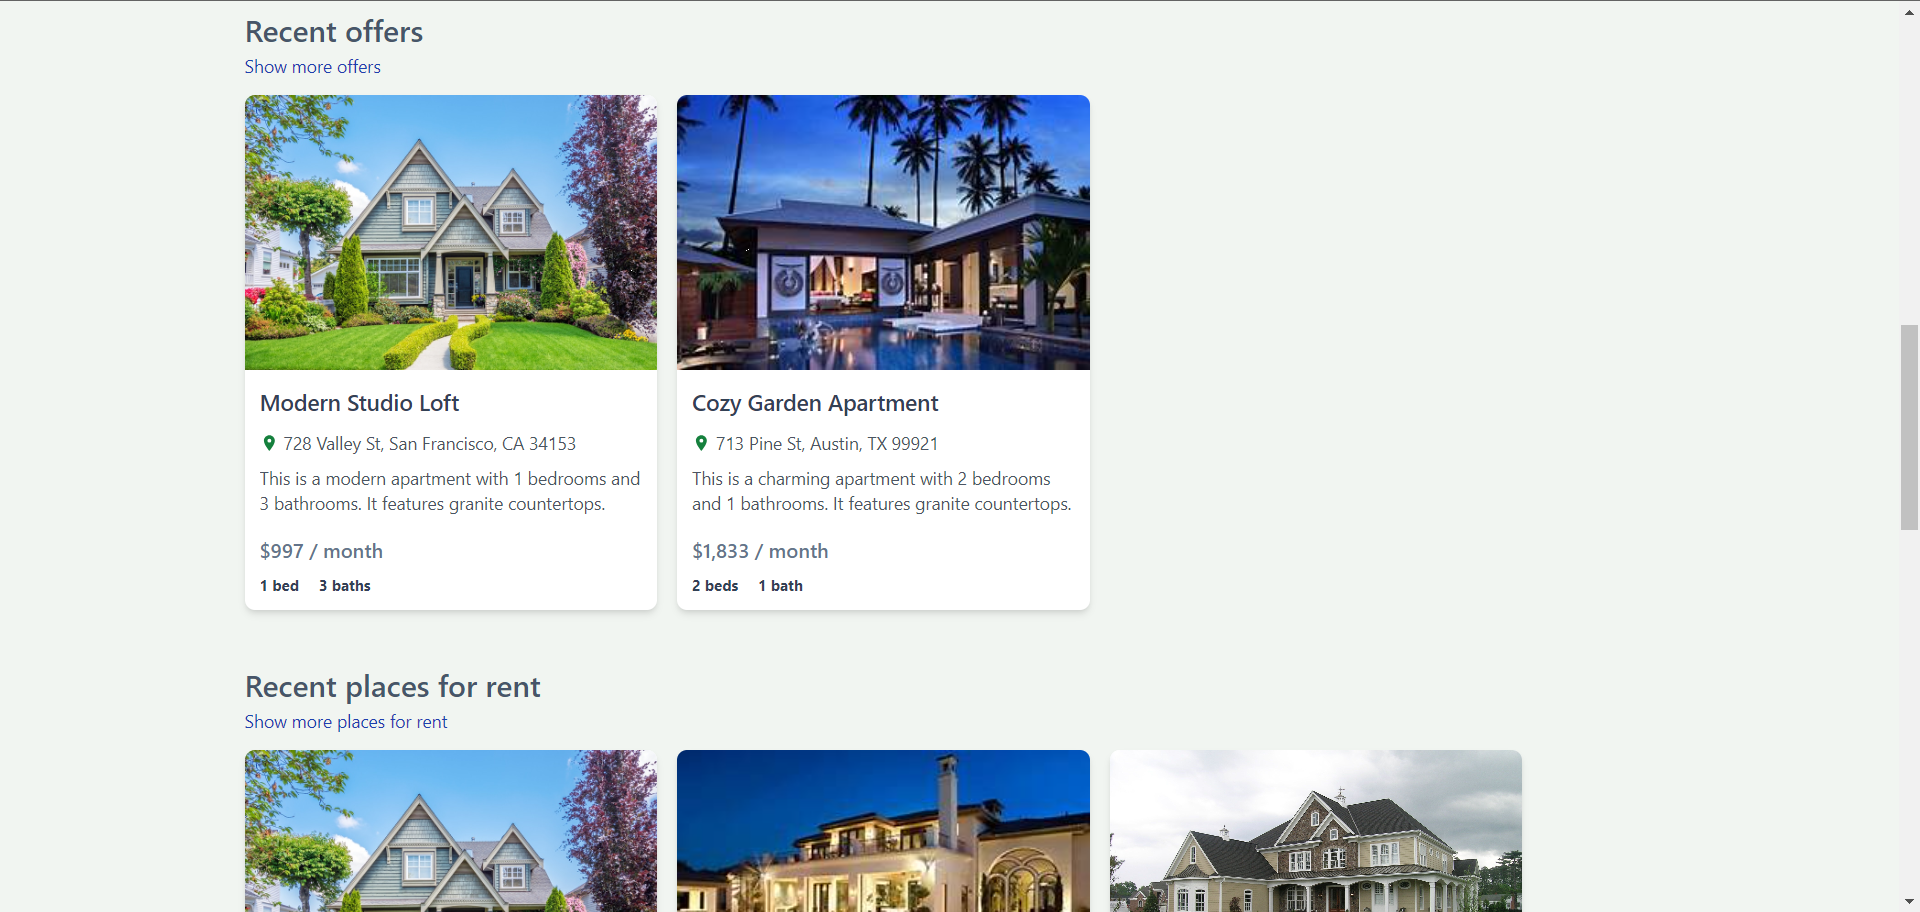 Recent offers
Show more offers
Modern Studio Loft
728 Valley St, San Francisco, CA 34153
This is a modern apartment with 1 bedrooms and
3 bathrooms. It features granite countertops.
$997 / month
1 bed 3 baths
Cozy Garden Apartment
713 Pine St, Austin, TX 99921
This is a charming apartment with 2 bedrooms
and 1 bathrooms. It features granite countertops.
$1,833 / month
2 beds 1 bath
Recent places for rent
Show more places for rent